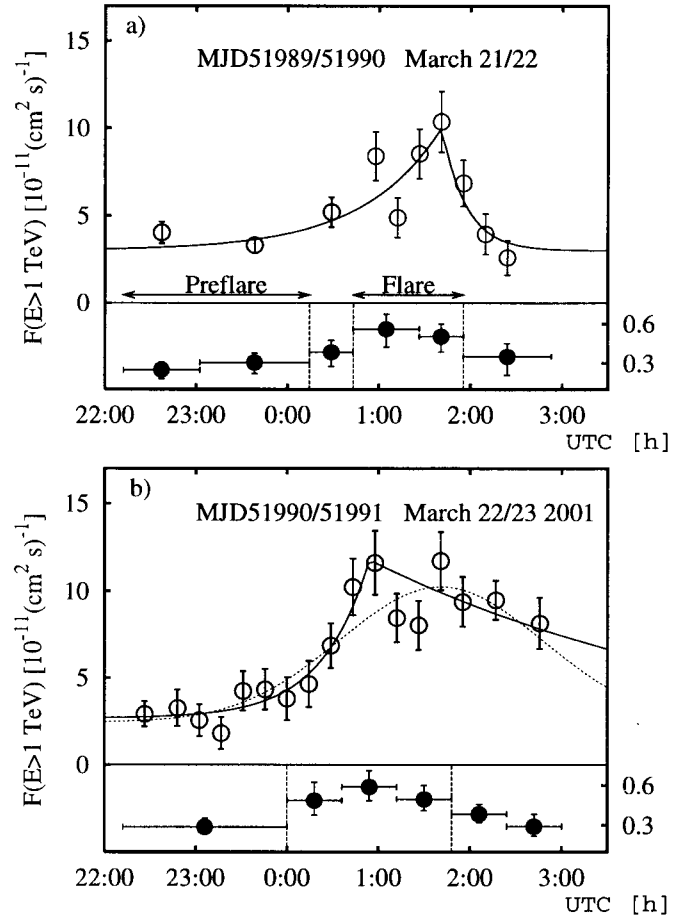 a)
MJD51989/51990 March 21/22
15
10
5
0
F(E>1 TeV) [10⁻¹¹(cm² s)⁻¹]
Preflare
Flare
0.6
0.3
22:00 23:00 0:00 1:00 2:00 3:00
UTC [h]
b)
MJD51990/51991 March 22/23 2001
15
10
5
0
F(E>1 TeV) [10⁻¹¹(cm² s)⁻¹]
0.6
0.3
22:00 23:00 0:00 1:00 2:00 3:00
UTC [h]